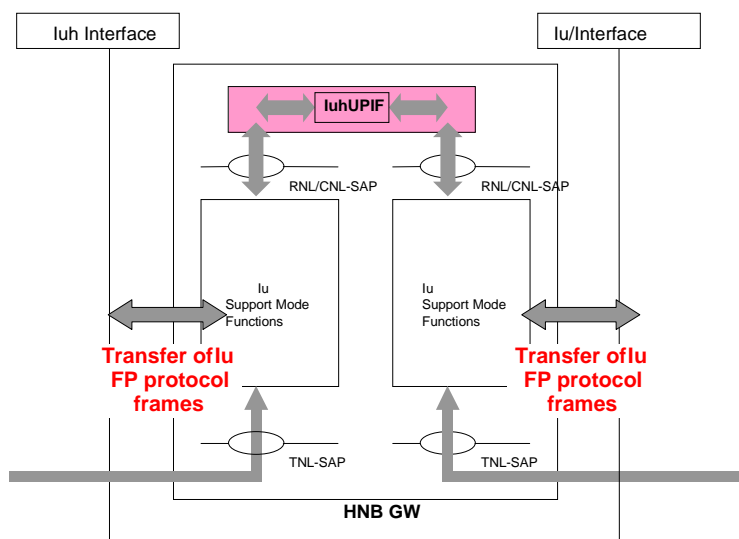 Iuh Interface
Iu/Interface
IuhUPIF
RNL/CNL-SAP
RNL/CNL-SAP
Iu
Support Mode
Functions
Iu
Support Mode
Functions
Transfer ofIu
FP protocol
frames
Transfer ofIu
FP protocol
frames
TNL-SAP
TNL-SAP
HNB GW